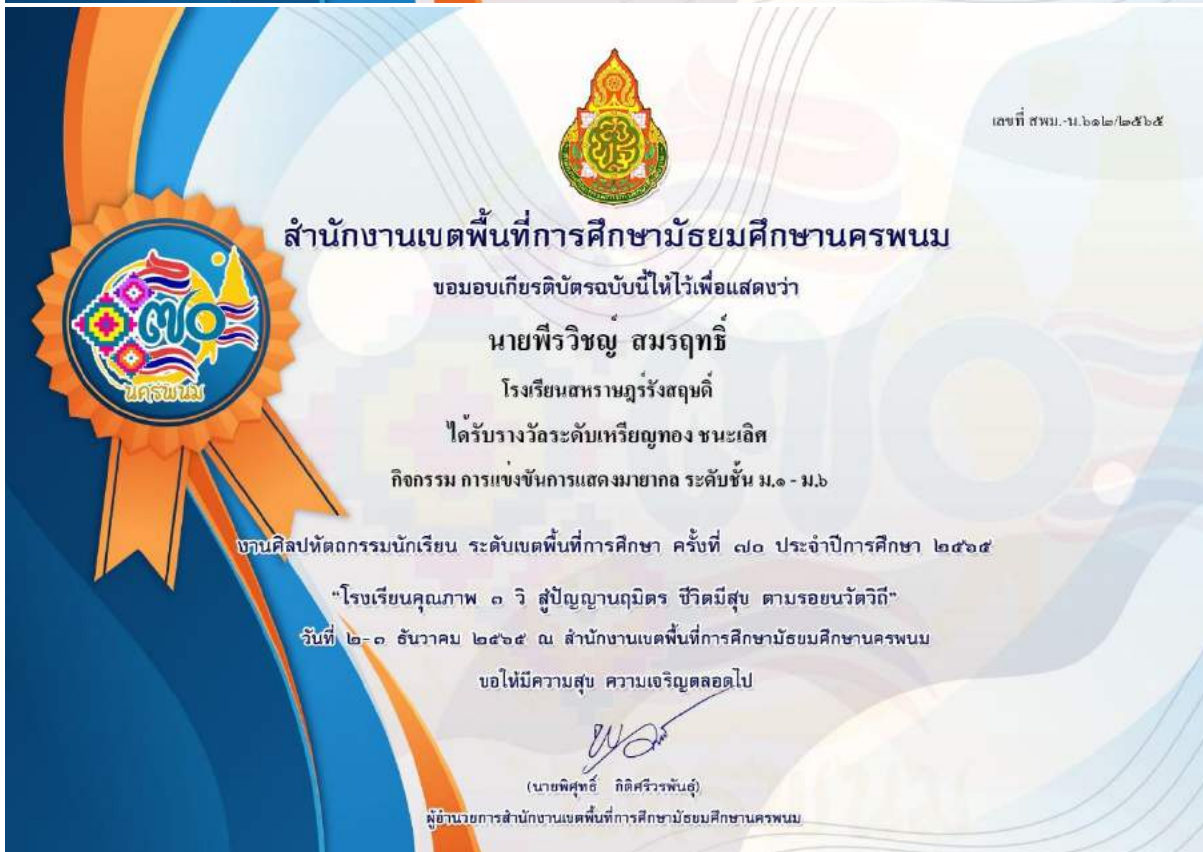 เลขที่ สพม.-น.๖๑๒/๒๕๖๕
สำนักงานเขตพื้นที่การศึกษามัธยมศึกษานครพนม
ขอมอบเกียรติบัตรฉบับนี้ให้ไว้เพื่อแสดงว่า
นายพีรวิชญ์ สมรฤทธิ์
โรงเรียนสหราษฎร์รังสฤษดิ์
ได้รับรางวัลระดับเหรียญทอง ชนะเลิศ
กิจกรรม การแข่งขันการแสดงมายากล ระดับชั้น ม.๑ - ม.๖
๗๐
นครพนม
งานศิลปหัตถกรรมนักเรียน ระดับเขตพื้นที่การศึกษา ครั้งที่ ๗๐ ประจำปีการศึกษา ๒๕๖๕
"โรงเรียนคุณภาพ ๓ วิ สู่ปัญญานฤมิตร ชีวิตมีสุข ตามรอยนวัตวิถี"
วันที่ ๒-๓ ธันวาคม ๒๕๖๕ ณ สำนักงานเขตพื้นที่การศึกษามัธยมศึกษานครพนม
ขอให้มีความสุข ความเจริญตลอดไป
(นายพิศุทธิ์ กิติศรีวรพันธุ์)
ผู้อำนวยการสำนักงานเขตพื้นที่การศึกษามัธยมศึกษานครพนม